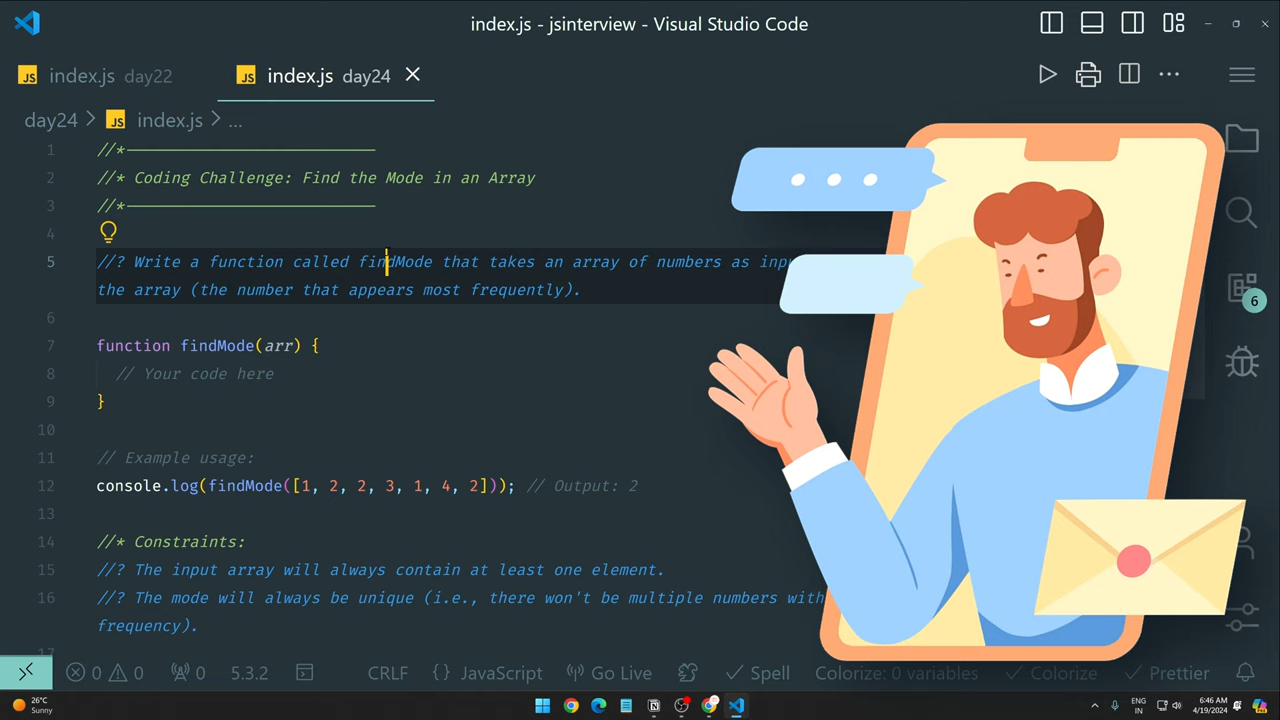 index.js - jsinterview - Visual Studio Code
JS index.js day22
JS index.js day24
day24 > JS index.js > ...
1 //*
2 //* Coding Challenge: Find the Mode in an Array
3 //*
4
5 //? Write a function called findMode that takes an array of numbers as
the array (the number that appears most frequently).
6
7 function findMode(arr) {
8 // Your code here
9 }
10
11 // Example usage:
12 console.log(findMode([1, 2, 2, 3, 1, 4, 2])); // Output: 2
13
14 //* Constraints:
15 //? The input array will always contain at least one element.
16 //? The mode will always be unique (i.e., there won't be multiple numbers with
frequency).
17
6
0 0 0 5.3.2 CRLF {} JavaScript Go Live Spell Colorize: 0 variables Colorize Prettier
26°C
Sunny
ENG
IN
6:46 AM
4/19/2024